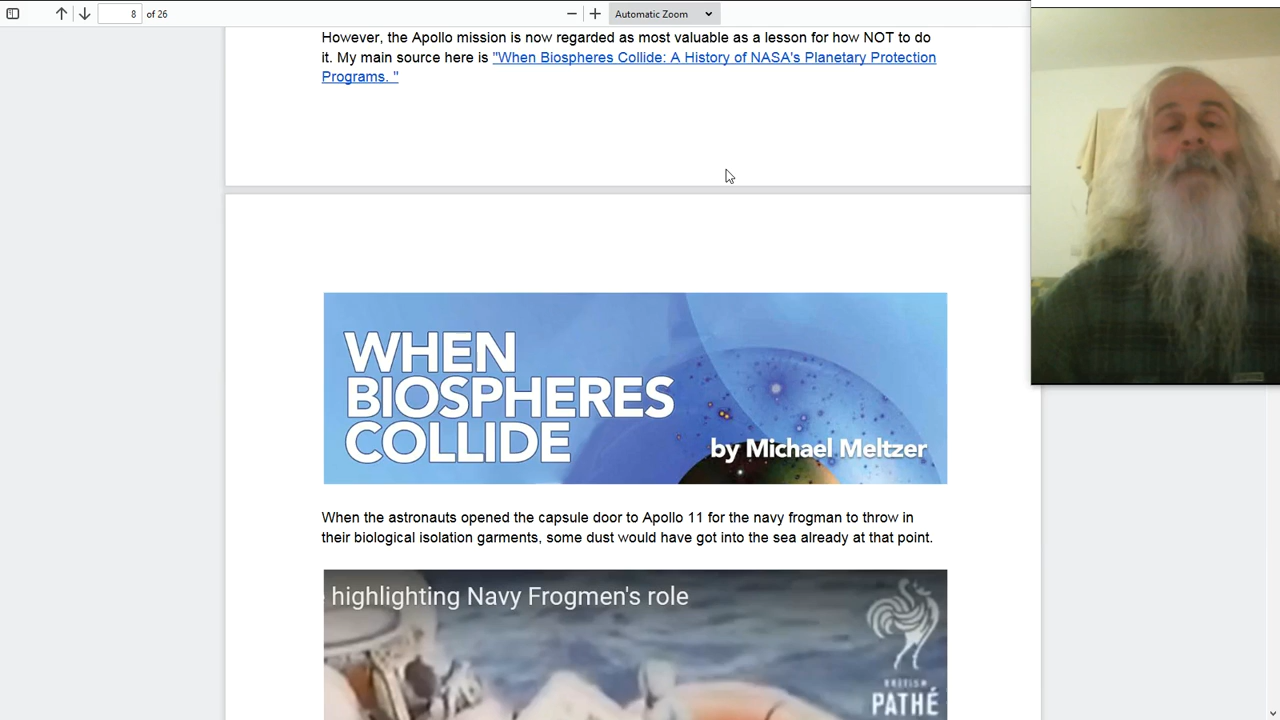 8 of 26
Automatic Zoom
However, the Apollo mission is now regarded as most valuable as a lesson for how NOT to do
it. My main source here is "When Biospheres Collide: A History of NASA's Planetary Protection
Programs. "
WHEN
BIOSPHERES
COLLIDE
by Michael Meltzer
When the astronauts opened the capsule door to Apollo 11 for the navy frogman to throw in
their biological isolation garments, some dust would have got into the sea already at that point.
highlighting Navy Frogmen's role
BRITISH
PATHÉ